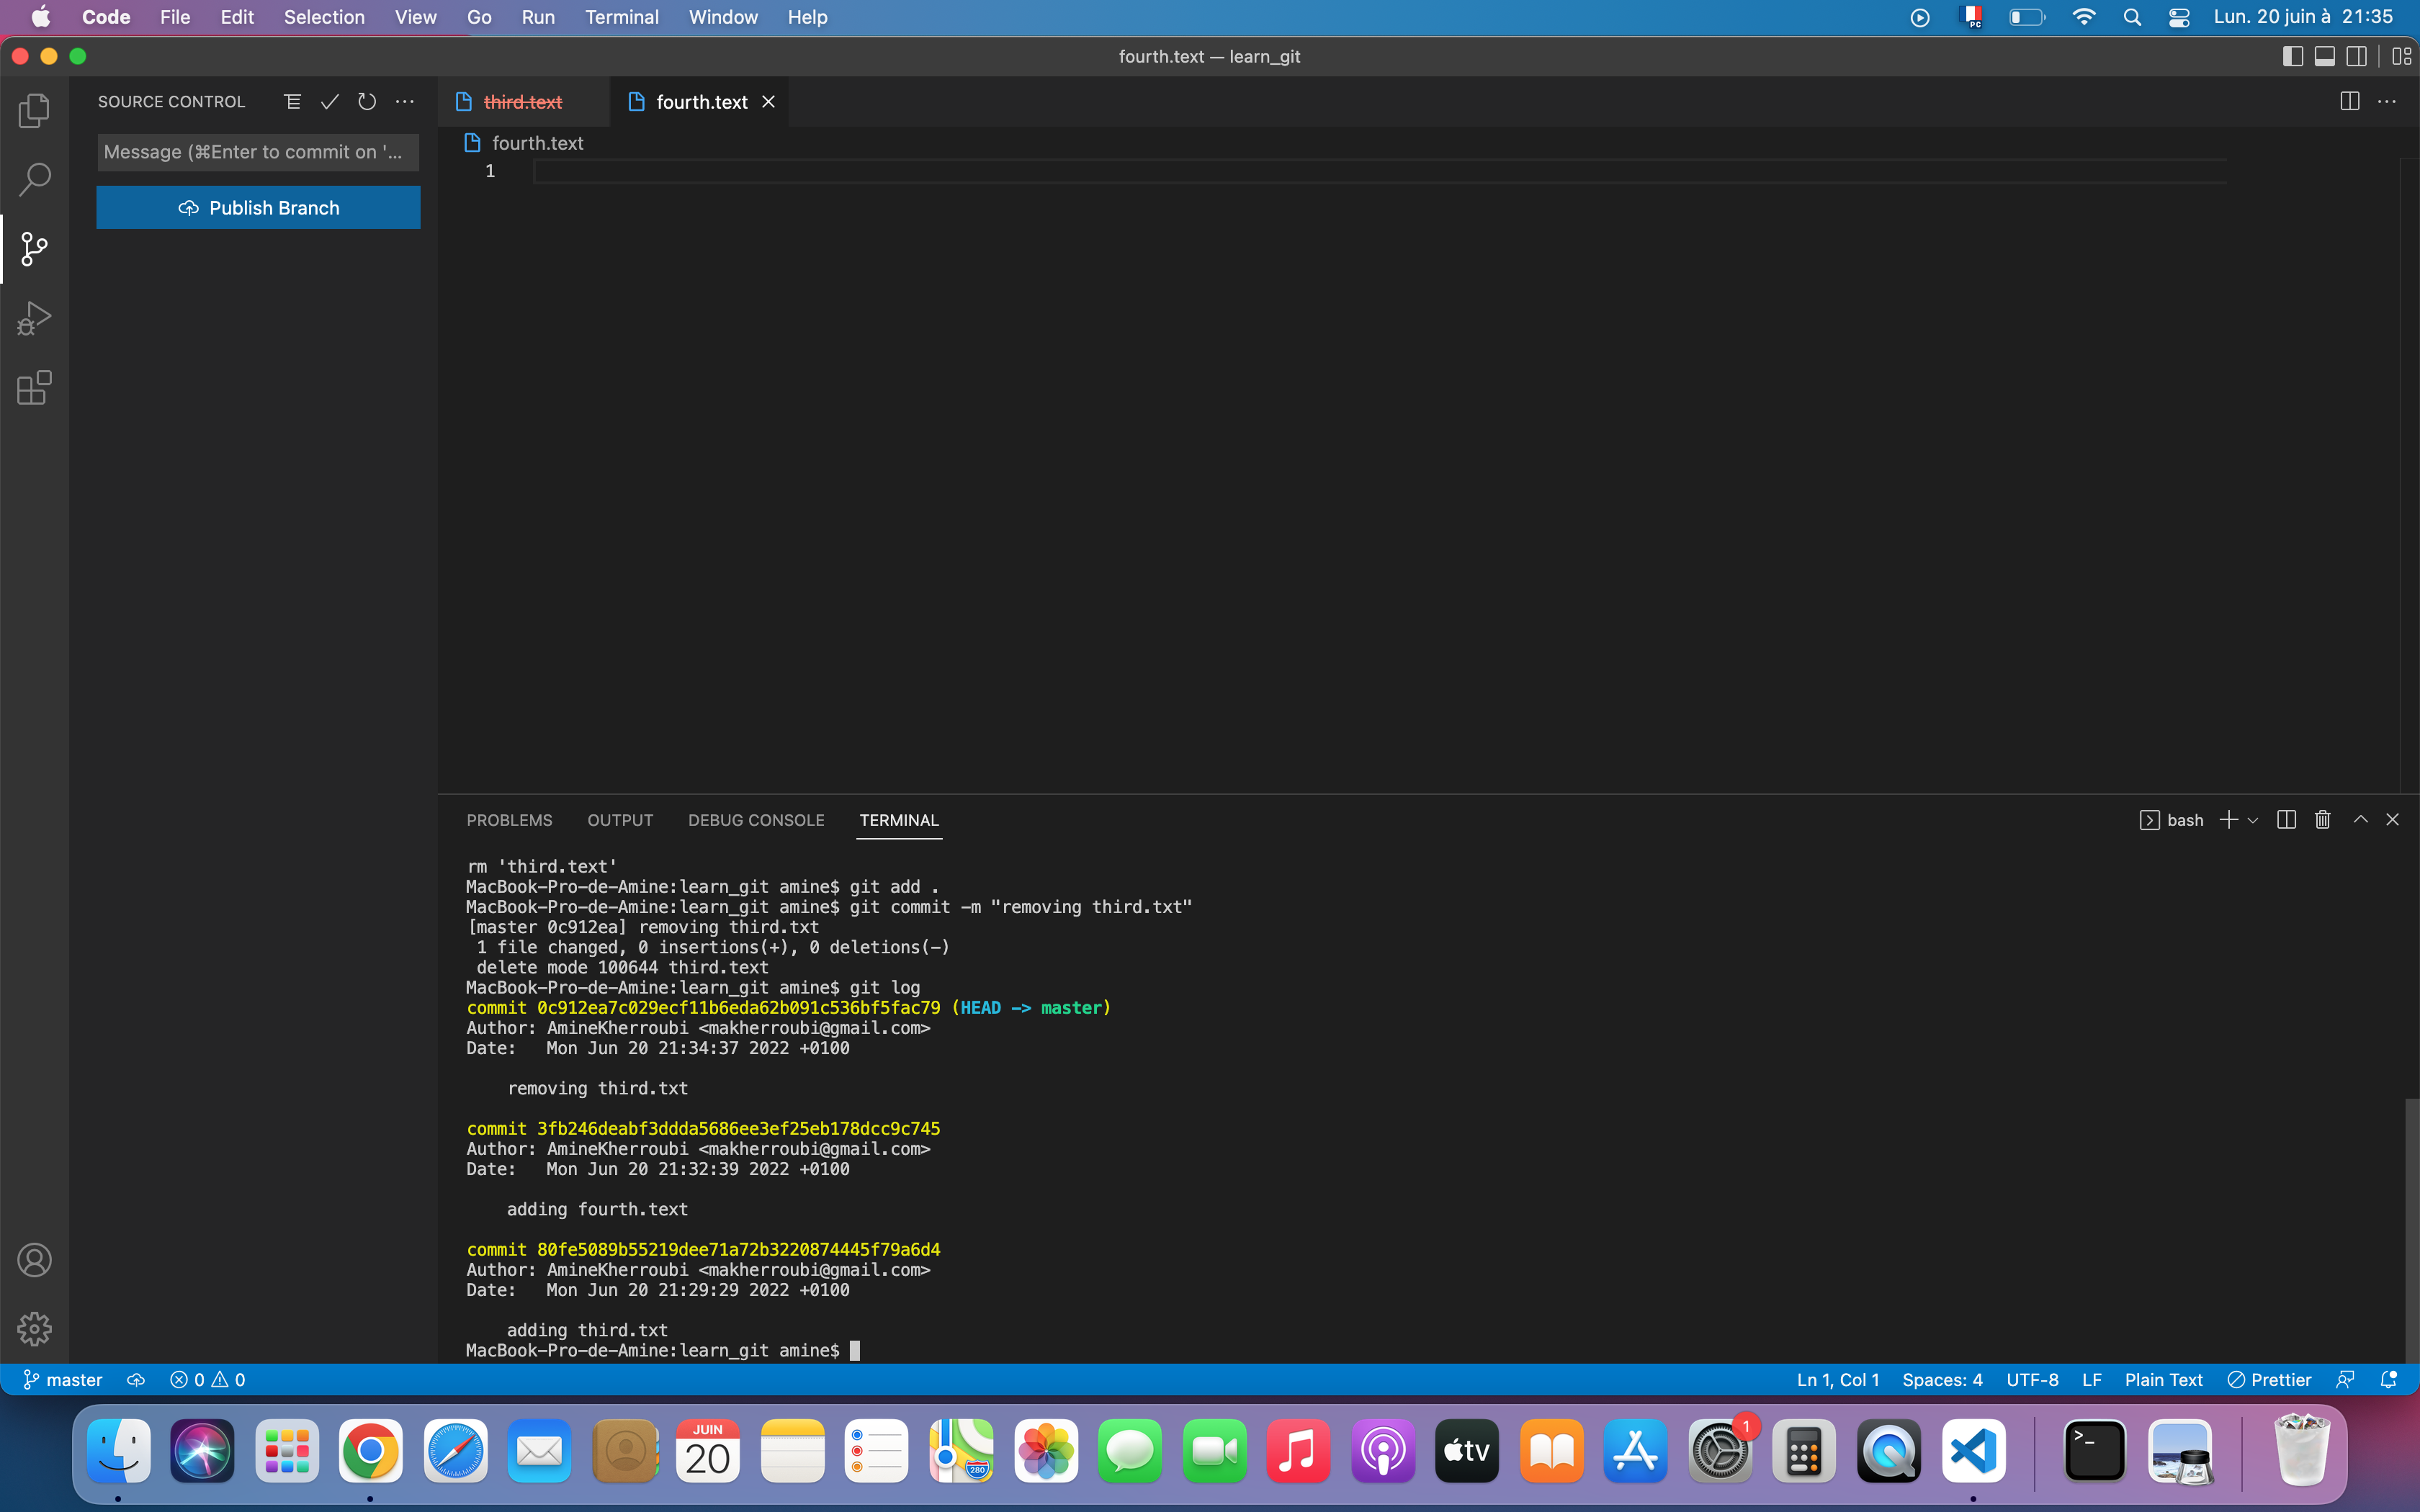 Code File Edit Selection View Go Run Terminal Window Help
PC
Lun. 20 juin à 21:35
fourth.text — learn_git
SOURCE CONTROL
third.text
fourth.text
Message (⌘Enter to commit on '...
fourth.text
1
Publish Branch
PROBLEMS OUTPUT DEBUG CONSOLE TERMINAL
bash
rm 'third.text'
MacBook-Pro-de-Amine:learn_git amine$ git add .
MacBook-Pro-de-Amine:learn_git amine$ git commit -m "removing third.txt"
[master 0c912ea] removing third.txt
1 file changed, 0 insertions(+), 0 deletions(-)
delete mode 100644 third.text
MacBook-Pro-de-Amine:learn_git amine$ git log
commit 0c912ea7c029ecf11b6eda62b091c536bf5fac79 (HEAD -> master)
Author: AmineKherroubi <makherroubi@gmail.com>
Date:   Mon Jun 20 21:34:37 2022 +0100
removing third.txt
commit 3fb246deabf3ddda5686ee3ef25eb178dcc9c745
Author: AmineKherroubi <makherroubi@gmail.com>
Date:   Mon Jun 20 21:32:39 2022 +0100
adding fourth.text
commit 80fe5089b55219dee71a72b3220874445f79a6d4
Author: AmineKherroubi <makherroubi@gmail.com>
Date:   Mon Jun 20 21:29:29 2022 +0100
adding third.txt
MacBook-Pro-de-Amine:learn_git amine$
master 0 0 Ln 1, Col 1 Spaces: 4 UTF-8 LF Plain Text Prettier
JUIN
20
280
tv
1
>_